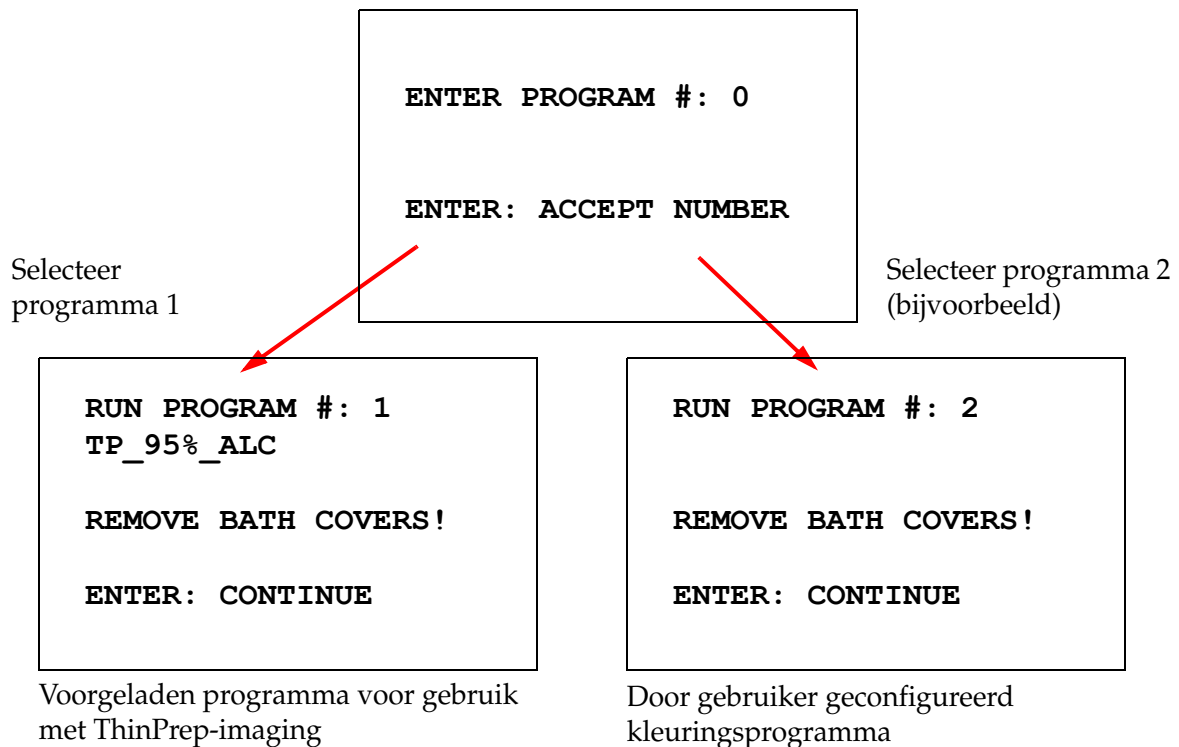 ENTER PROGRAM #: 0
ENTER: ACCEPT NUMBER
Selecteer
programma 1
Selecteer programma 2
(bijvoorbeeld)
RUN PROGRAM #: 1
TP_95%_ALC
REMOVE BATH COVERS!
ENTER: CONTINUE
Voorgeladen programma voor gebruik
met ThinPrep-imaging
RUN PROGRAM #: 2
REMOVE BATH COVERS!
ENTER: CONTINUE
Door gebruiker geconfigureerd
kleuringsprogramma